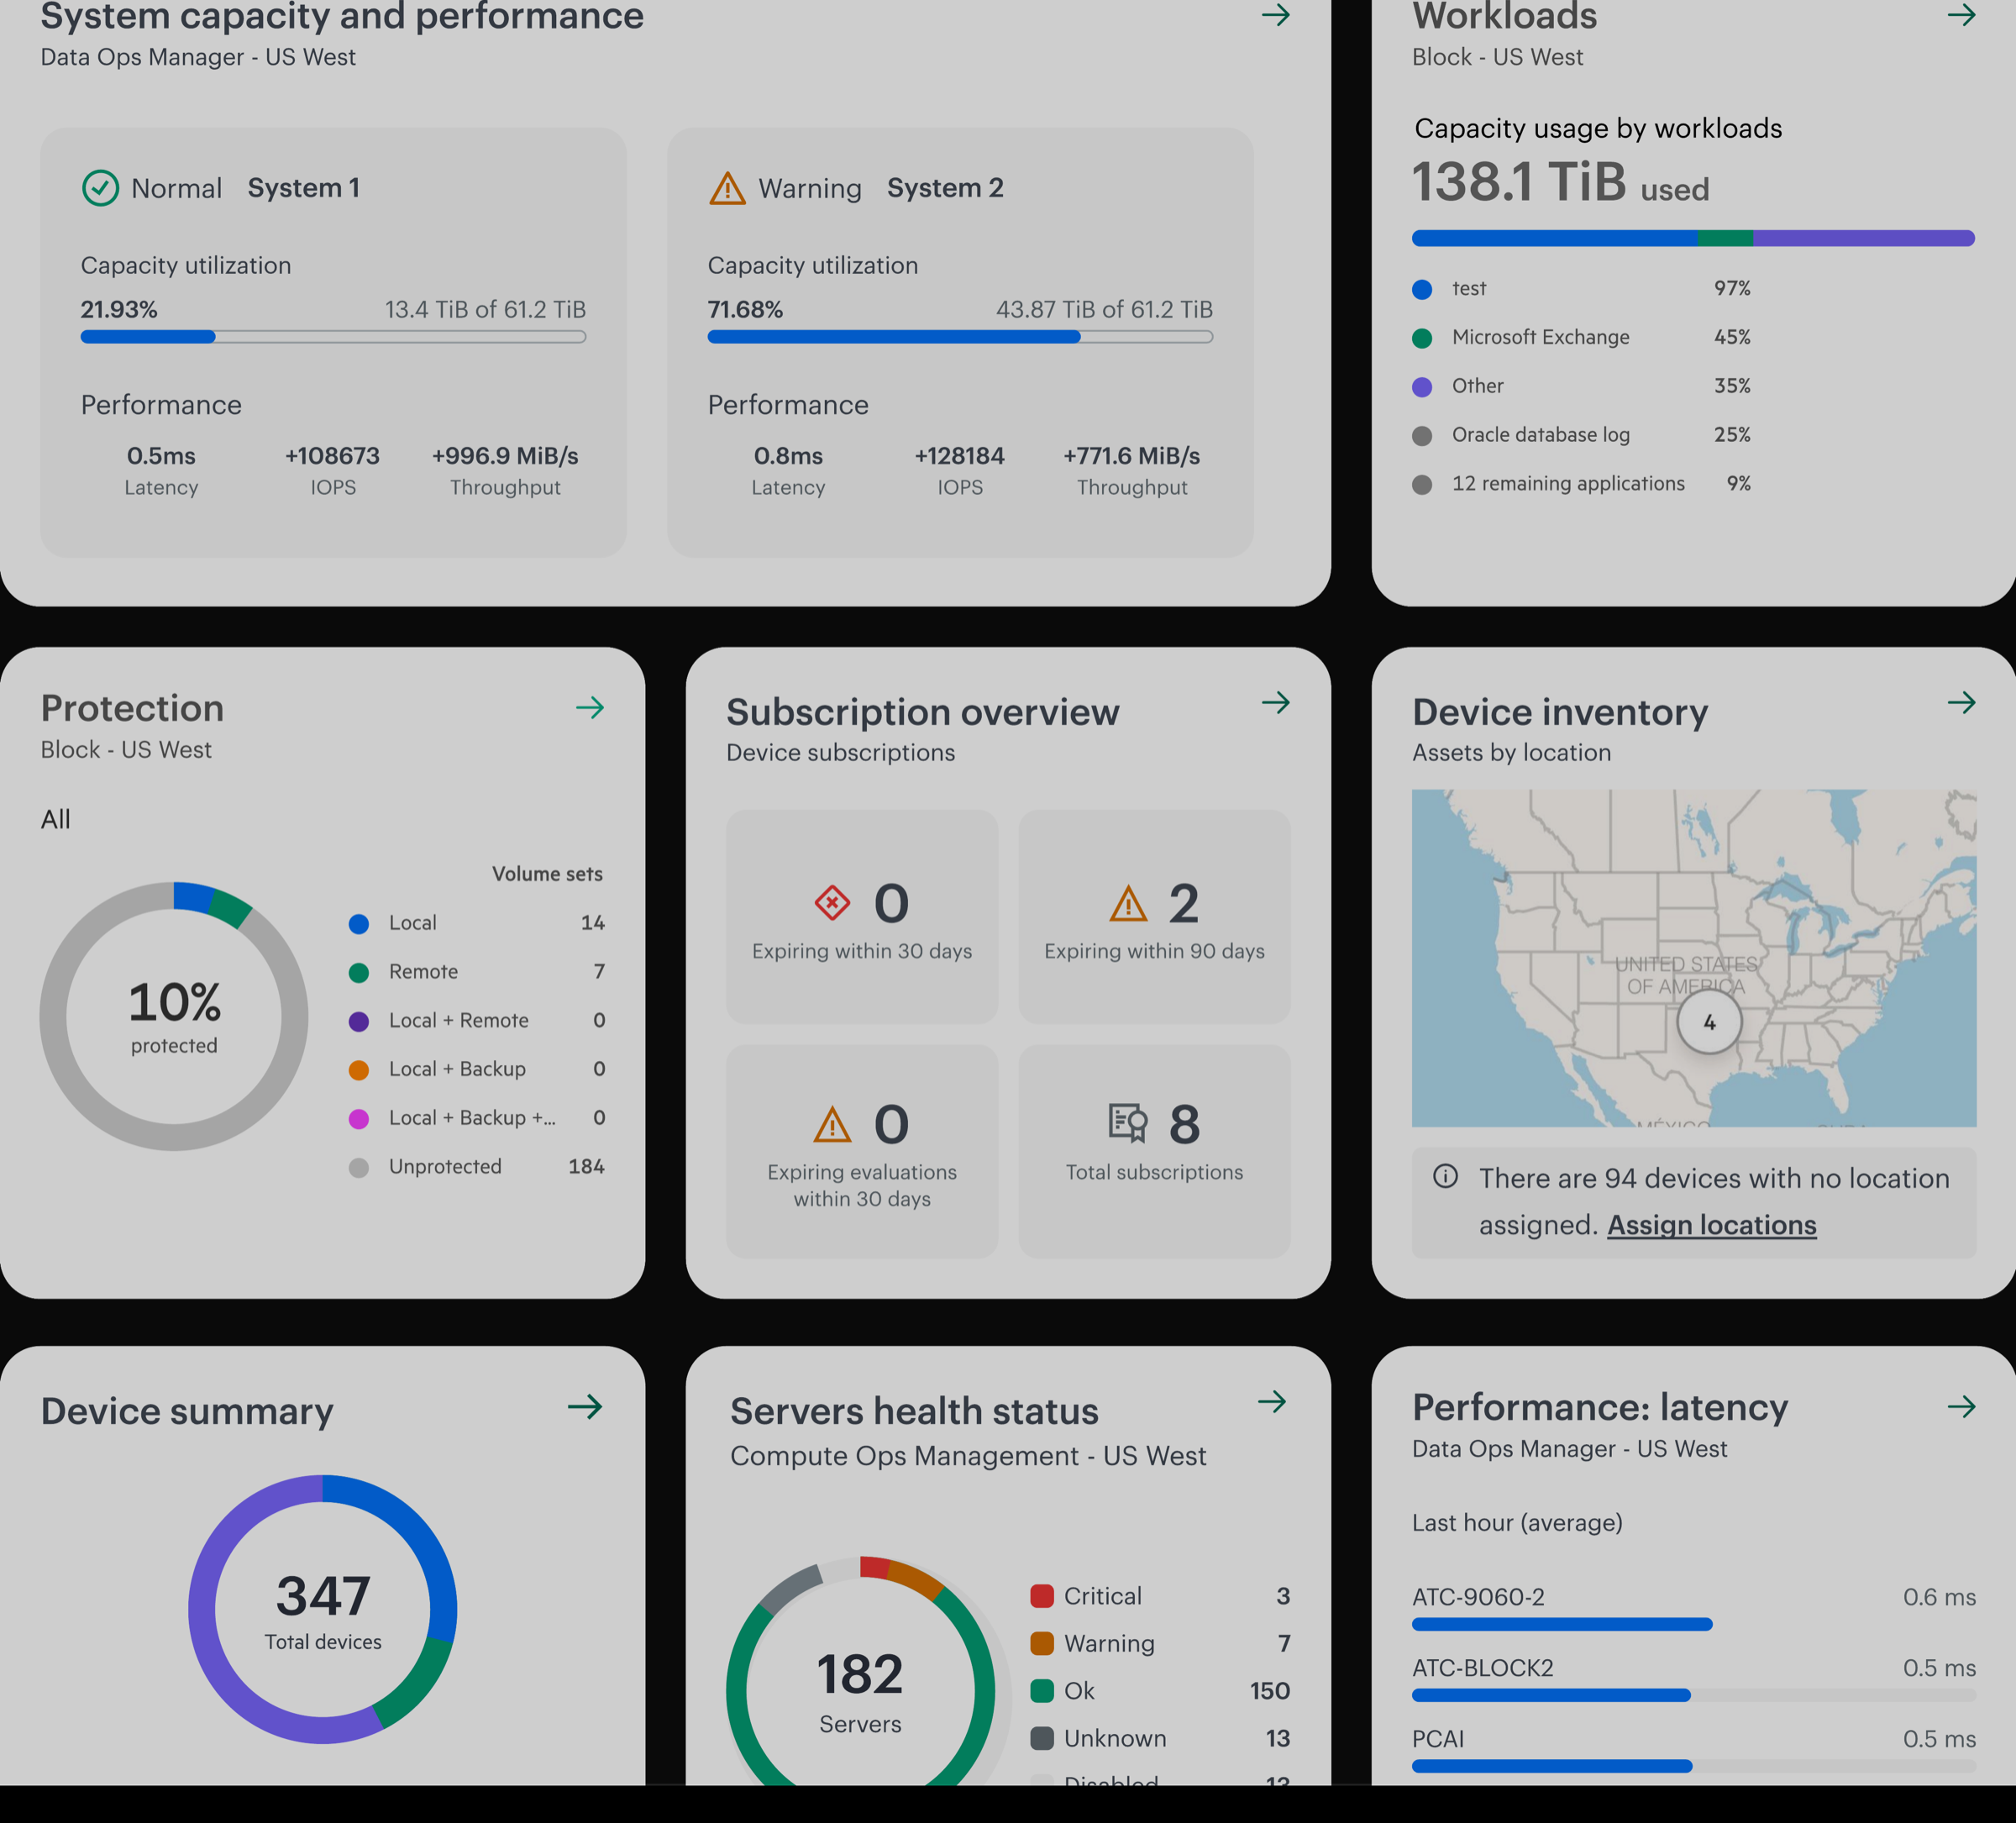 System capacity and performance
Data Ops Manager - US West
Normal System 1
Capacity utilization
21.93% 13.4 TiB of 61.2 TiB
Performance
0.5ms +108673 +996.9 MiB/s
Latency IOPS Throughput
Warning System 2
Capacity utilization
71.68% 43.87 TiB of 61.2 TiB
Performance
0.8ms +128184 +771.6 MiB/s
Latency IOPS Throughput
Workloads
Block - US West
Capacity usage by workloads
138.1 TiB used
test 97%
Microsoft Exchange 45%
Other 35%
Oracle database log 25%
12 remaining applications 9%
Protection
Block - US West
All
10%
protected
Volume sets
Local 14
Remote 7
Local + Remote 0
Local + Backup 0
Local + Backup +... 0
Unprotected 184
Subscription overview
Device subscriptions
0
Expiring within 30 days
2
Expiring within 90 days
0
Expiring evaluations
within 30 days
8
Total subscriptions
Device inventory
Assets by location
UNITED STATES
OF AMERICA
4
MÉXICO
There are 94 devices with no location
assigned. Assign locations
Device summary
347
Total devices
Servers health status
Compute Ops Management - US West
182
Servers
Critical 3
Warning 7
Ok 150
Unknown 13
Disabled 12
Performance: latency
Data Ops Manager - US West
Last hour (average)
ATC-9060-2 0.6 ms
ATC-BLOCK2 0.5 ms
PCAI 0.5 ms